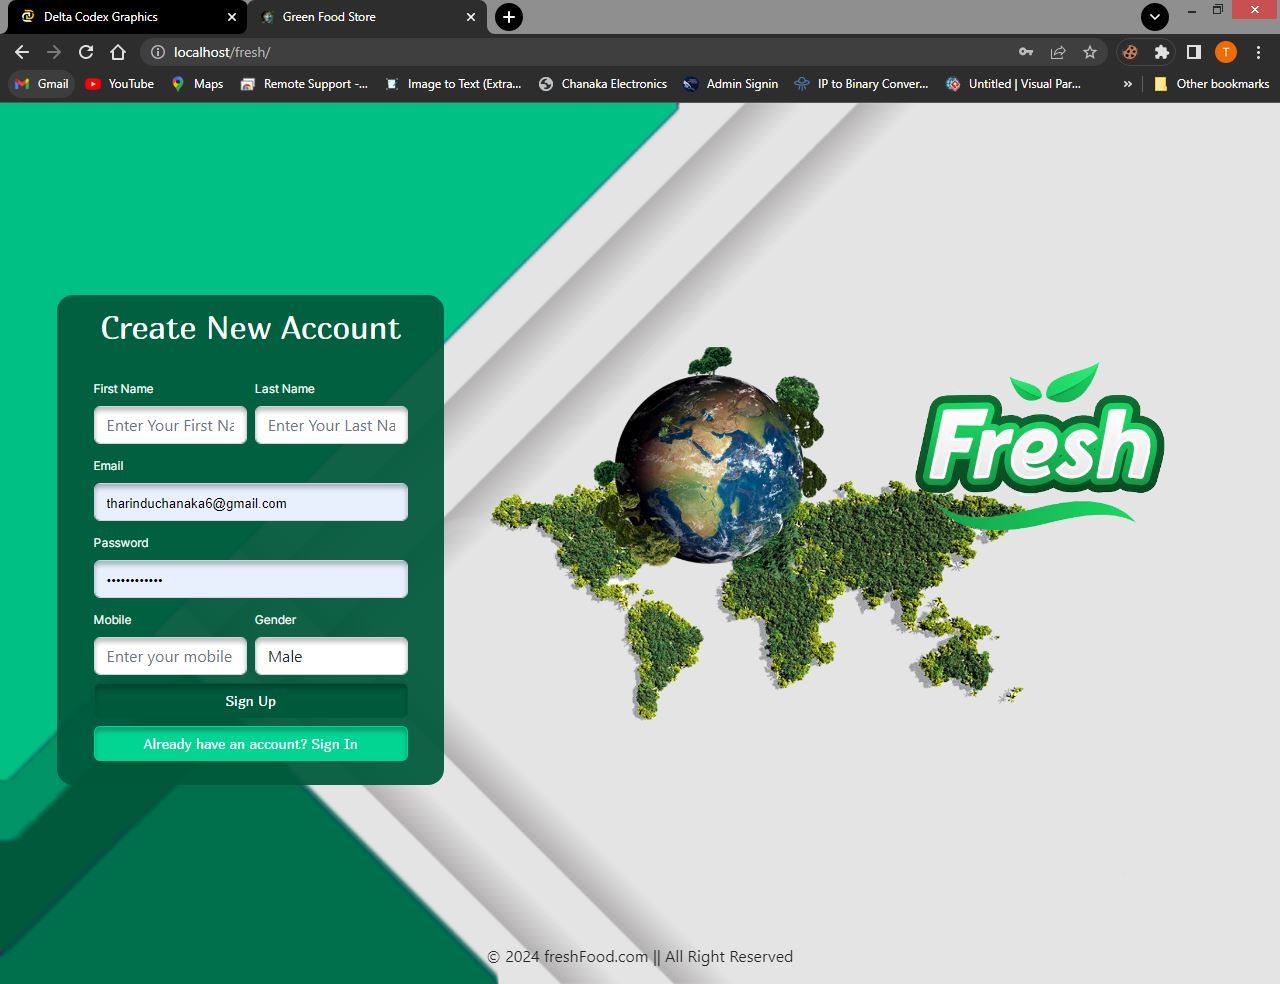 Delta Codex Graphics
Green Food Store
localhost/fresh/
T
Gmail
YouTube
Maps
Remote Support -...
Image to Text (Extra...
Chanaka Electronics
Admin Signin
IP to Binary Conver...
Untitled | Visual Par...
»
Other bookmarks
Create New Account
First Name
Last Name
Enter Your First Na
Enter Your Last Na
Email
tharinduchanaka6@gmail.com
Password
••••••••••••
Mobile
Gender
Enter your mobile
Male
Sign Up
Already have an account? Sign In
Fresh
© 2024 freshFood.com || All Right Reserved